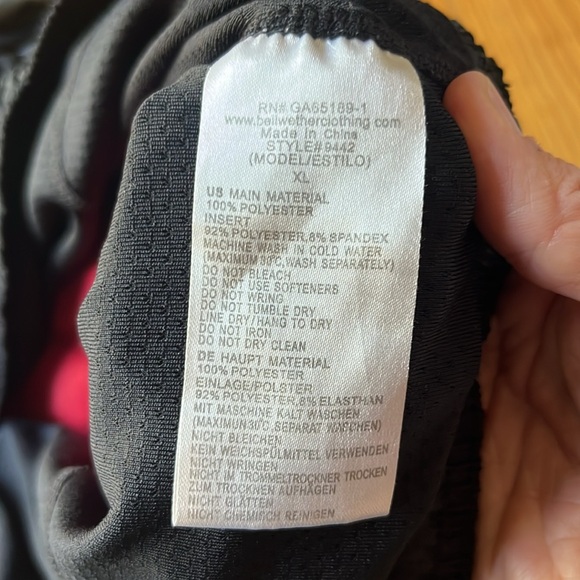 RN# GA65189-1
www.bellwetherclothing.com
Made in China
STYLE#9442
(MODEL/ESTILO)
XL
US MAIN MATERIAL
100% POLYESTER
INSERT
92% POLYESTER,8% SPANDEX
MACHINE WASH IN COLD WATER
(MAXIMUM 30°C,WASH SEPARATELY)
DO NOT BLEACH
DO NOT USE SOFTENERS
DO NOT WRING
DO NOT TUMBLE DRY
LINE DRY/HANG TO DRY
DO NOT IRON
DO NOT DRY CLEAN
DE HAUPT MATERIAL
100% POLYESTER
EINLAGE/POLSTER
92% POLYESTER,8% ELASTHAN
MIT MASCHINE KALT WASCHEN
(MAXIMUM30°C,SEPARAT WASCHEN)
NICHT BLEICHEN
KEIN WEICHSPÜLMITTEL VERWENDEN
NICHT WRINGEN
NICHT IM TROMMELTROCKNER TROCKEN
ZUM TROCKNEN AUFHÄGEN
NICHT GLÄTTEN
NICHT CHEMISCH REINIGEN